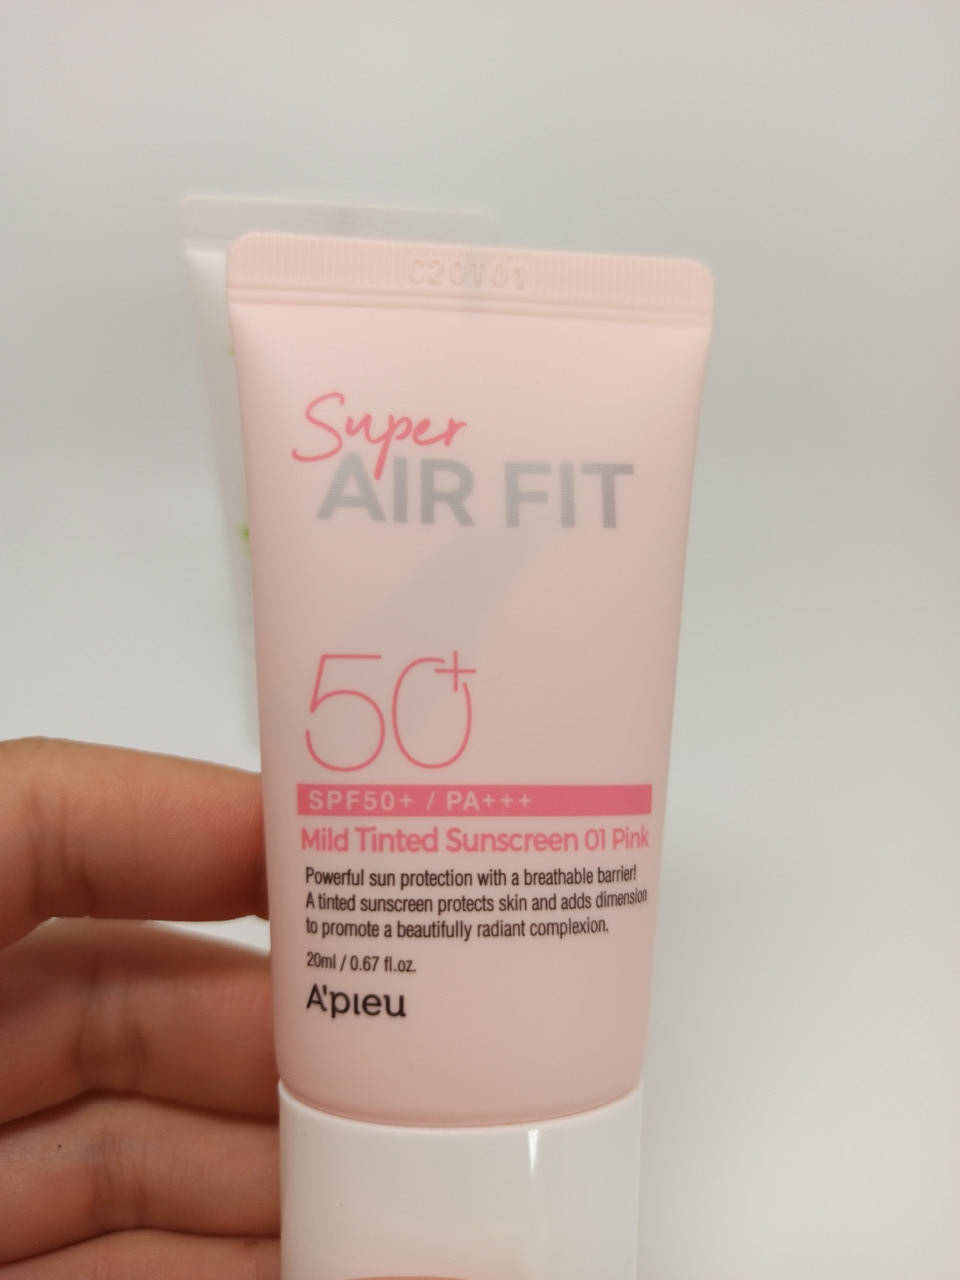 C20T01
Super
AIR FIT
50+
SPF50+ / PA+++
Mild Tinted Sunscreen 01 Pink
Powerful sun protection with a breathable barrier!
A tinted sunscreen protects skin and adds dimension
to promote a beautifully radiant complexion.
20ml / 0.67 fl.oz.
A'pieu